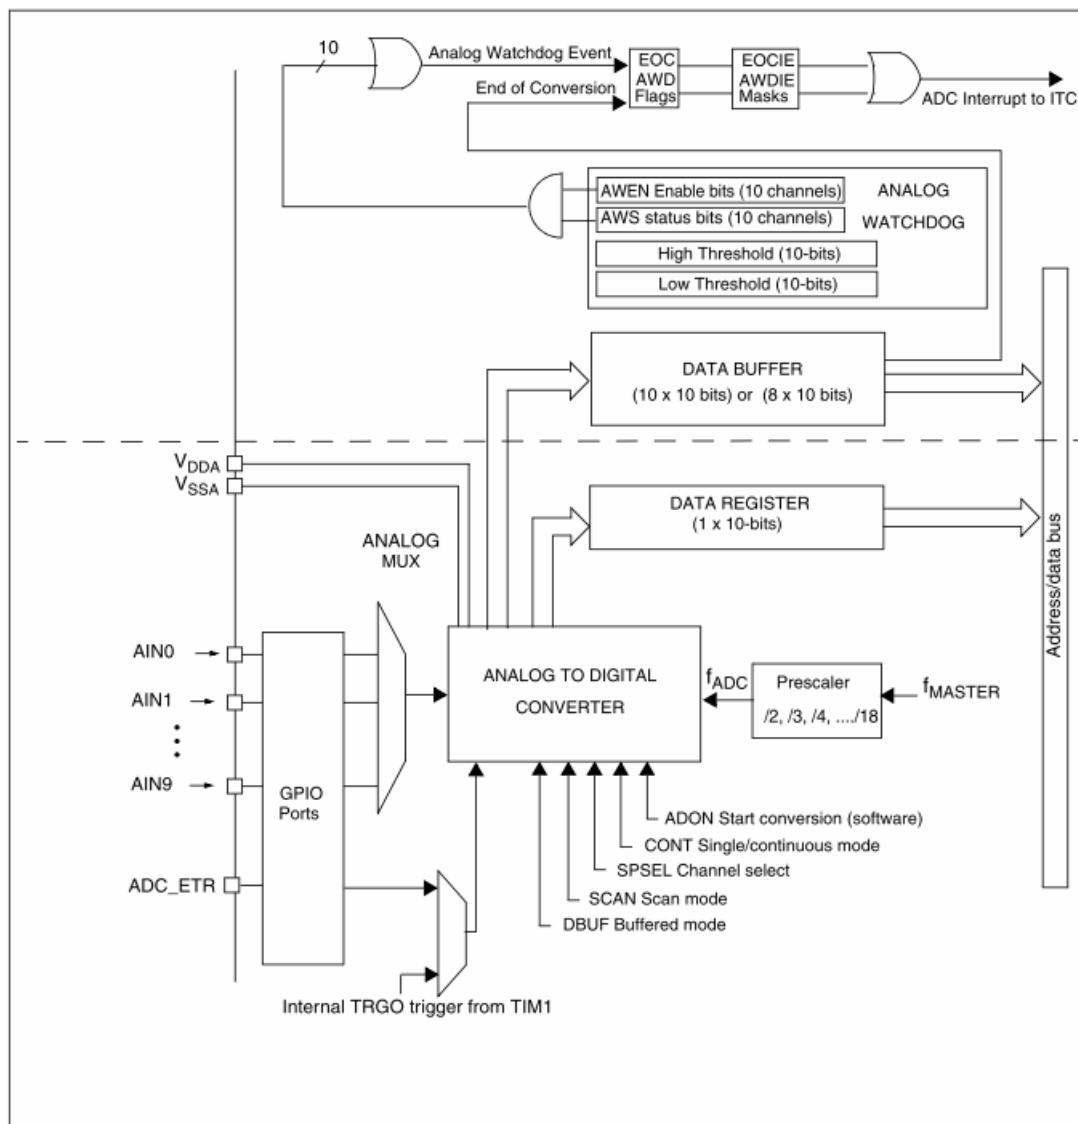 10
Analog Watchdog Event
End of Conversion
EOC
AWD
Flags
EOCIE
AWDIE
Masks
ADC Interrupt to ITC
AWEN Enable bits (10 channels)
AWS status bits (10 channels)
ANALOG
WATCHDOG
High Threshold (10-bits)
Low Threshold (10-bits)
DATA BUFFER
(10 x 10 bits) or (8 x 10 bits)
VDDA
VSSA
DATA REGISTER
(1 x 10-bits)
ANALOG
MUX
Address/data bus
AIN0
AIN1
AIN9
GPIO
Ports
ANALOG TO DIGITAL
CONVERTER
fADC
Prescaler
/2, /3, /4, ..../18
fMASTER
ADON Start conversion (software)
CONT Single/continuous mode
SPSEL Channel select
SCAN Scan mode
DBUF Buffered mode
ADC_ETR
Internal TRGO trigger from TIM1